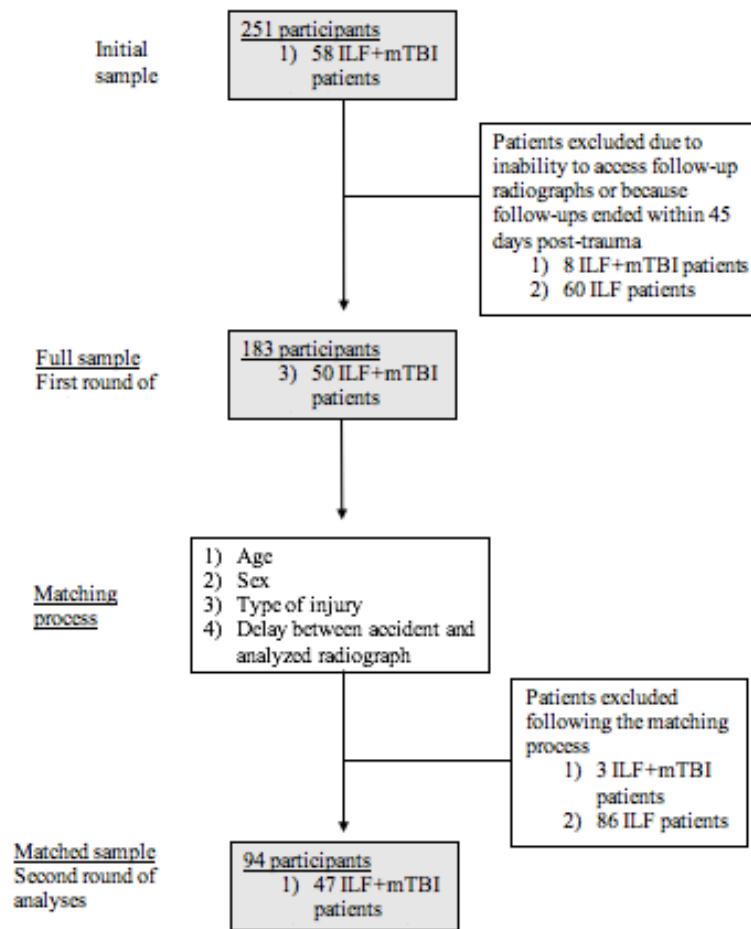 Initial
sample
251 participants
1) 58 ILF+mTBI
patients
Patients excluded due to
inability to access follow-up
radiographs or because
follow-ups ended within 45
days post-trauma
1) 8 ILF+mTBI patients
2) 60 ILF patients
Full sample
First round of
183 participants
3) 50 ILF+mTBI
patients
Matching
process
1) Age
2) Sex
3) Type of injury
4) Delay between accident and
analyzed radiograph
Patients excluded
following the matching
process
1) 3 ILF+mTBI
patients
2) 86 ILF patients
Matched sample
Second round of
analyses
94 participants
1) 47 ILF+mTBI
patients